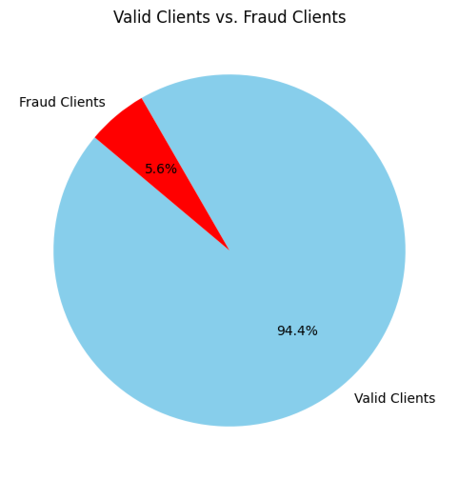 Valid Clients vs. Fraud Clients
Fraud Clients
5.6%
94.4%
Valid Clients